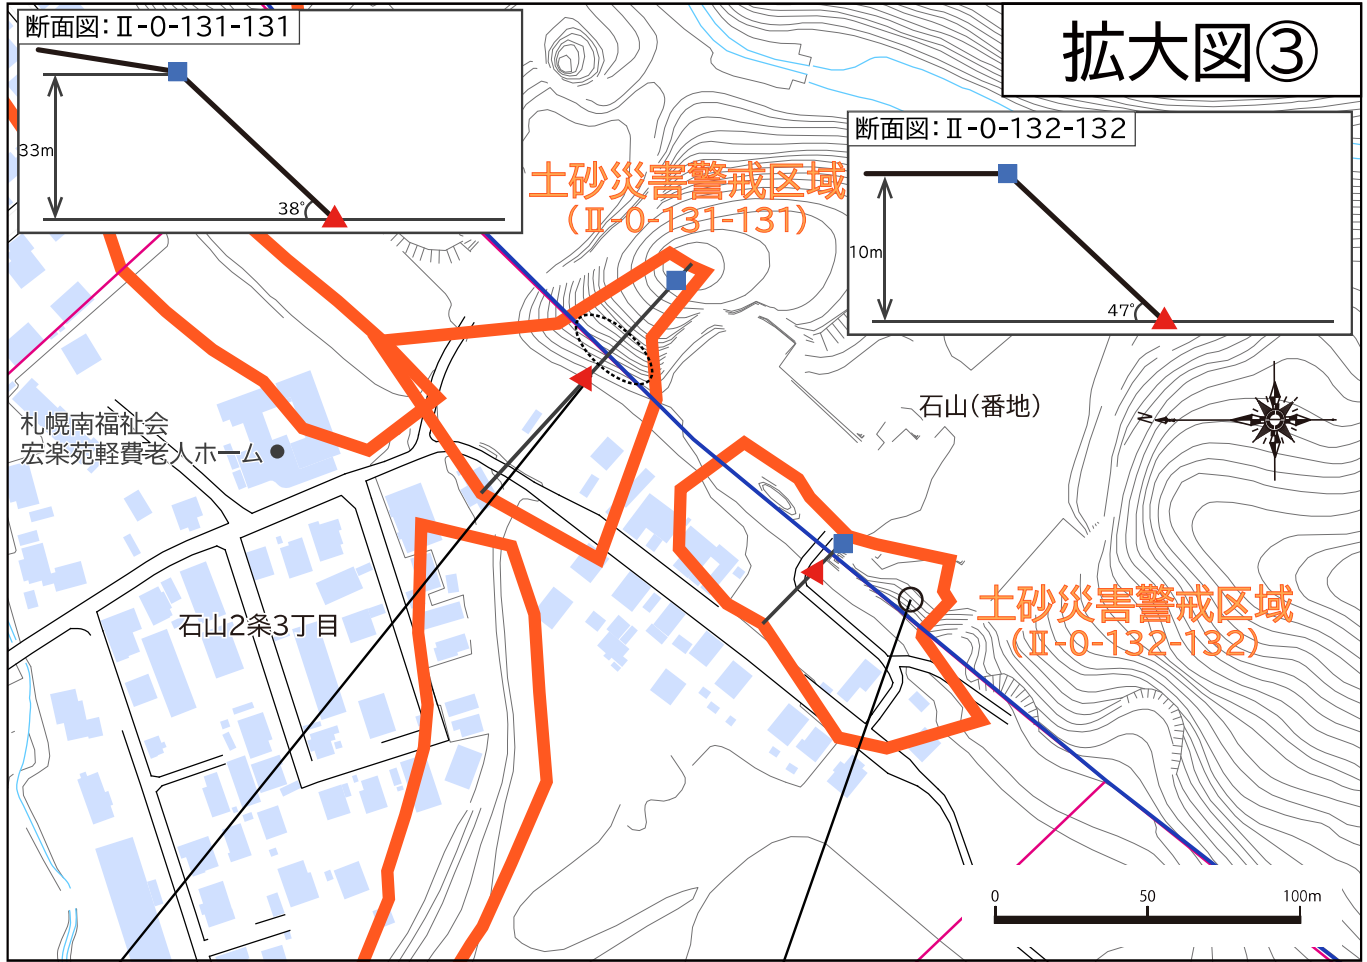 断面図:Ⅱ-0-131-131
33m
38°
拡大図③
断面図:Ⅱ-0-132-132
10m
47°
土砂災害警戒区域
(Ⅱ-0-131-131)
石山(番地)
N
札幌南福祉会
宏楽苑軽費老人ホーム
石山2条3丁目
土砂災害警戒区域
(Ⅱ-0-132-132)
0 50 100m